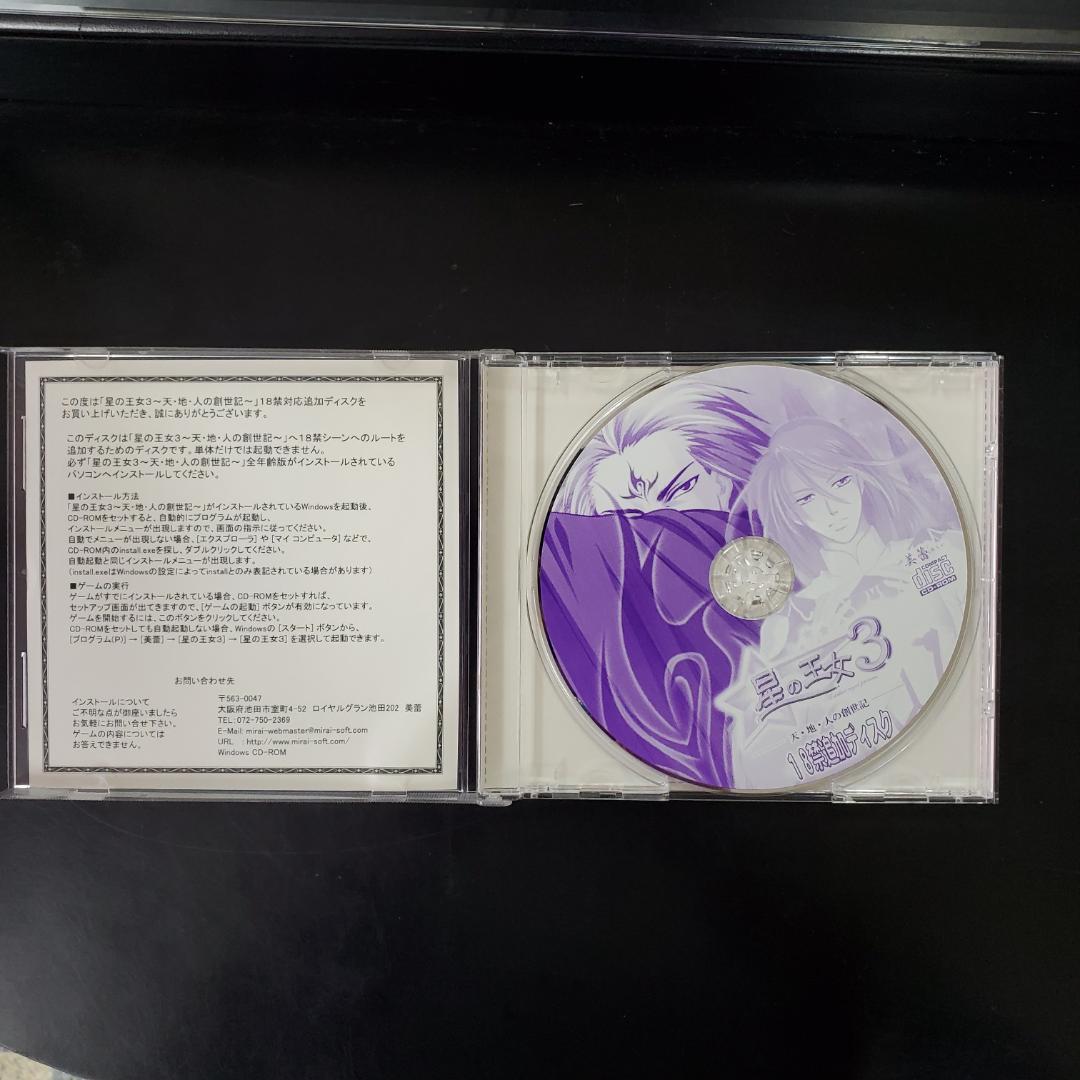 この度は「星の王女3～天・地・人の創世記～」18禁対応追加ディスクを
お買い上げいただき、誠にありがとうございます。
このディスクは「星の王女3～天・地・人の創世記～」へ18禁シーンへのルートを
追加するためのディスクです。単体だけでは起動できません。
必ず「星の王女3～天・地・人の創世記～」全年齢版がインストールされている
パソコンへインストールしてください。
■インストール方法
「星の王女3～天・地・人の創世記～」がインストールされているWindowsを起動後、
CD-ROMをセットすると、自動的にプログラムが起動し、
インストールメニューが出現しますので、画面の指示に従ってください。
自動でメニューが出現しない場合、[エクスプローラ] や [マイ コンピュータ] などで、
CD-ROM内のinstall.exeを探し、ダブルクリックしてください。
自動起動と同じインストールメニューが出現します。
(install.exeはWindowsの設定によってinstallとのみ表記されている場合があります)
■ゲームの実行
ゲームがすでにインストールされている場合、CD-ROMをセットすれば、
セットアップ画面が出てきますので、[ゲームの起動] ボタンが有効になっています。
ゲームを開始するには、このボタンをクリックしてください。
CD-ROMをセットしても自動起動しない場合、Windowsの [スタート] ボタンから、
[プログラム(P)] → [美蕾] → [星の王女3] → [星の王女3] を選択して起動できます。
お問い合わせ先
インストールについて
ご不明な点が御座いましたら
お気軽にお問い合せ下さい。
ゲームの内容については
お答えできません。
〒563-0047
大阪府池田市室町4-52 ロイヤルグラン池田202 美蕾
TEL:072-750-2369
E-Mail: mirai-webmaster@mirai-soft.com
URL :http://www.mirai-soft.com/
Windows CD-ROM
美蕾
COMPACT
disc
CD-ROM
星の王女3
天・地・人の創世記
18禁追加ディスク